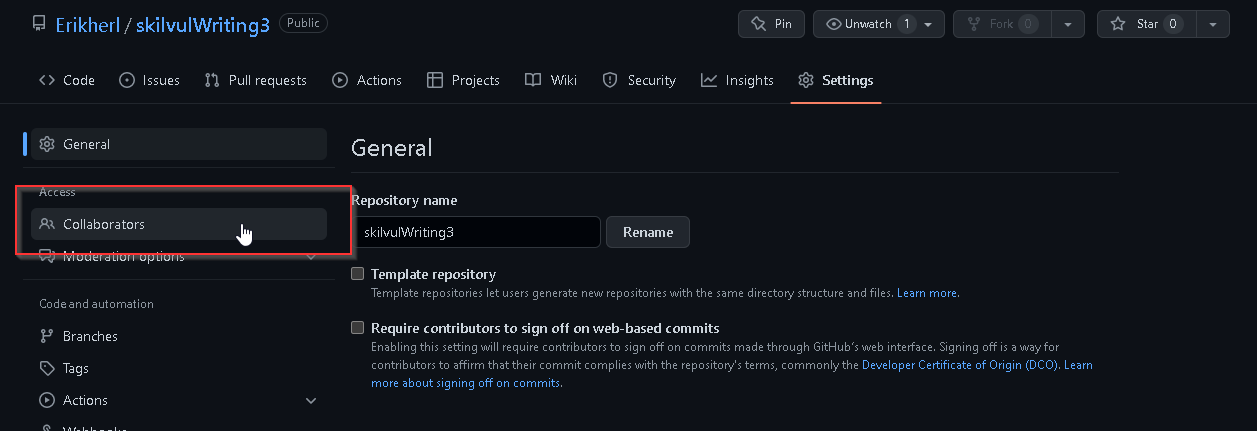 Erikherl / skilvulWriting3 Public
Pin
Unwatch 1
Fork 0
Star 0
Code
Issues
Pull requests
Actions
Projects
Wiki
Security
Insights
Settings
General
Access
Collaborators
Moderation options
Code and automation
Branches
Tags
Actions
Webhooks
General
Repository name
skilvulWriting3
Rename
Template repository
Template repositories let users generate new repositories with the same directory structure and files. Learn more.
Require contributors to sign off on web-based commits
Enabling this setting will require contributors to sign off on commits made through GitHub's web interface. Signing off is a way for
contributors to affirm that their commit complies with the repository's terms, commonly the Developer Certificate of Origin (DCO). Learn
more about signing off on commits.